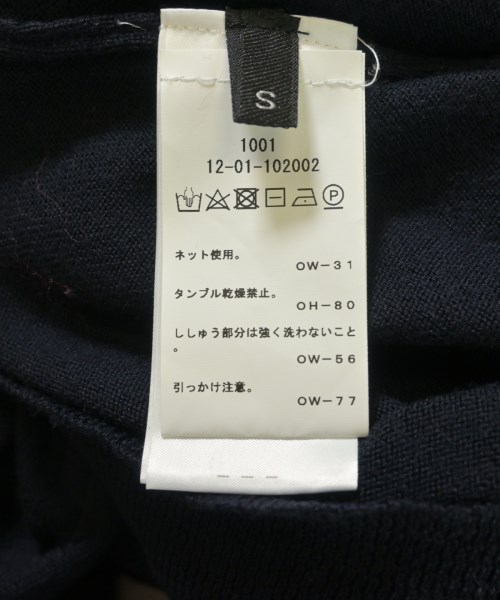 S
1001
12-01-102002
P
ネット使用。
OW-31
タンブル乾燥禁止。
OH-80
ししゅう部分は強く洗わないこと
。
OW-56
引っかけ注意。
OW-77